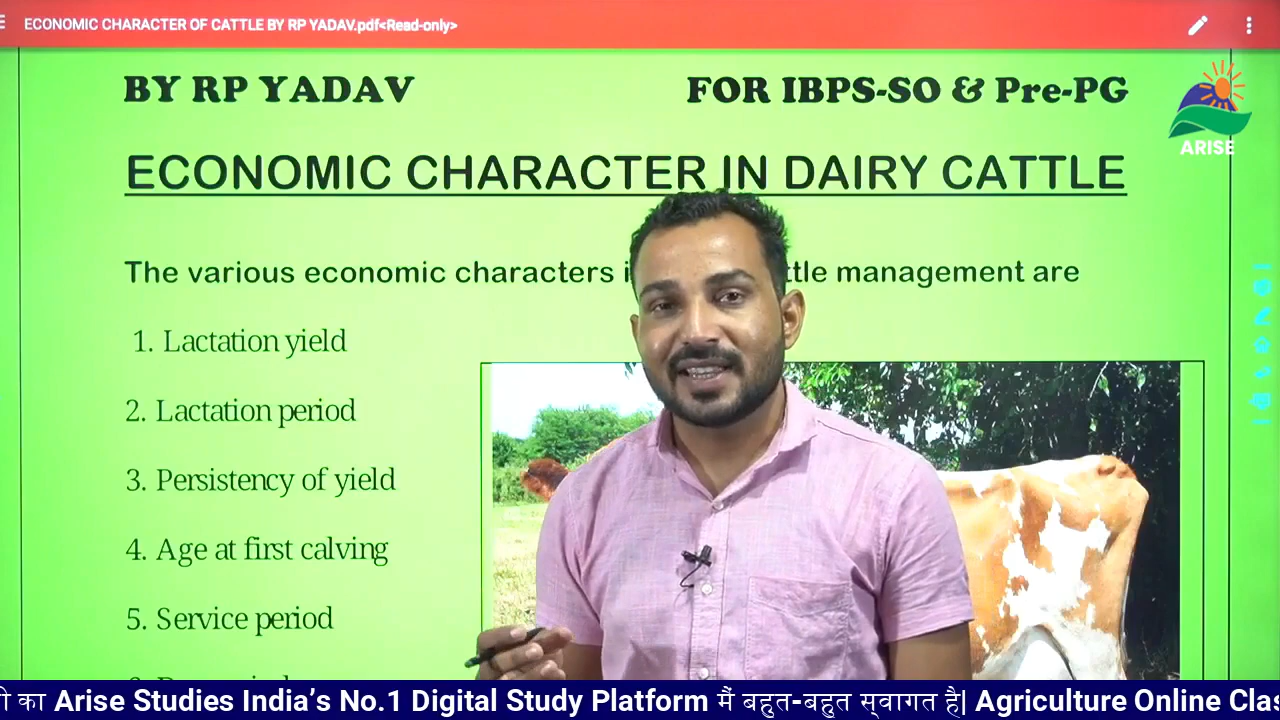 ECONOMIC CHARACTER OF CATTLE BY RP YADAV.pdf<Read-only>
BY RP YADAV FOR IBPS-SO & Pre-PG
ARISE
ECONOMIC CHARACTER IN DAIRY CATTLE
The various economic characters ttle management are
1. Lactation yield
2. Lactation period
3. Persistency of yield
4. Age at first calving
5. Service period
का Arise Studies India’s No.1 Digital Study Platform में बहुत-बहुत स्वागत है| Agriculture Online Clas